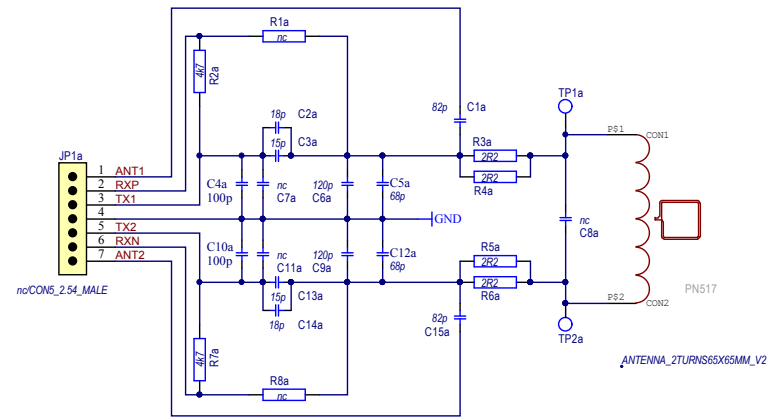 R1a
nc
4k7
R2a
18p
C2a
15p
C3a
82p
C1a
TP1a
P$1
CON1
R3a
2R2
2R2
R4a
JP1a
1
ANT1
2
RXP
3
TX1
4
5
TX2
6
RXN
7
ANT2
nc/CON5_2.54_MALE
C4a
100p
nc
C7a
120p
C6a
C5a
68p
GND
nc
C8a
C10a
100p
nc
C11a
120p
C9a
C12a
68p
15p
C13a
18p
C14a
R5a
2R2
2R2
R6a
82p
C15a
P$2
CON2
PN517
TP2a
4k7
R7a
R8a
nc
ANTENNA_2TURNS65X65MM_V2